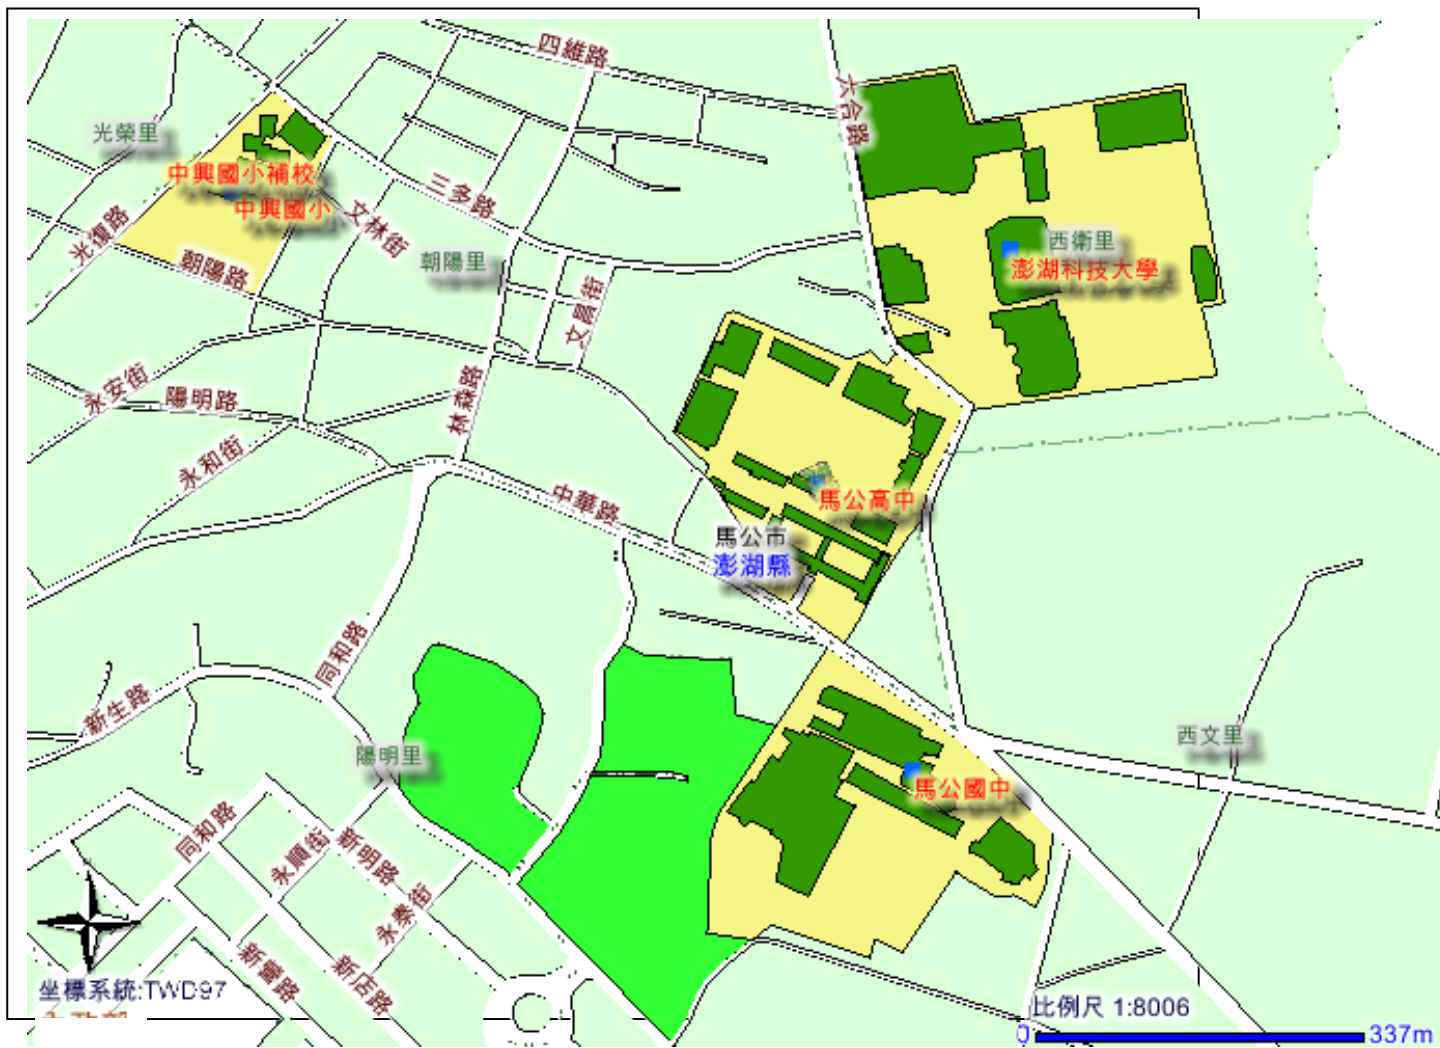 四維路
六合路
光榮里
中興國小補校
中興國小
三多路
文林街
光復路
朝陽路
朝陽里
西衛里
澎湖科技大學
文昌街
永安街
陽明路
林森路
永和街
中華路
馬公高中
馬公市
澎湖縣
同和路
新生路
陽明里
西文里
馬公國中
同和路
永順街
新明路
永泰街
新店路
坐標系統:TWD97
比例尺 1:8006
0
337m